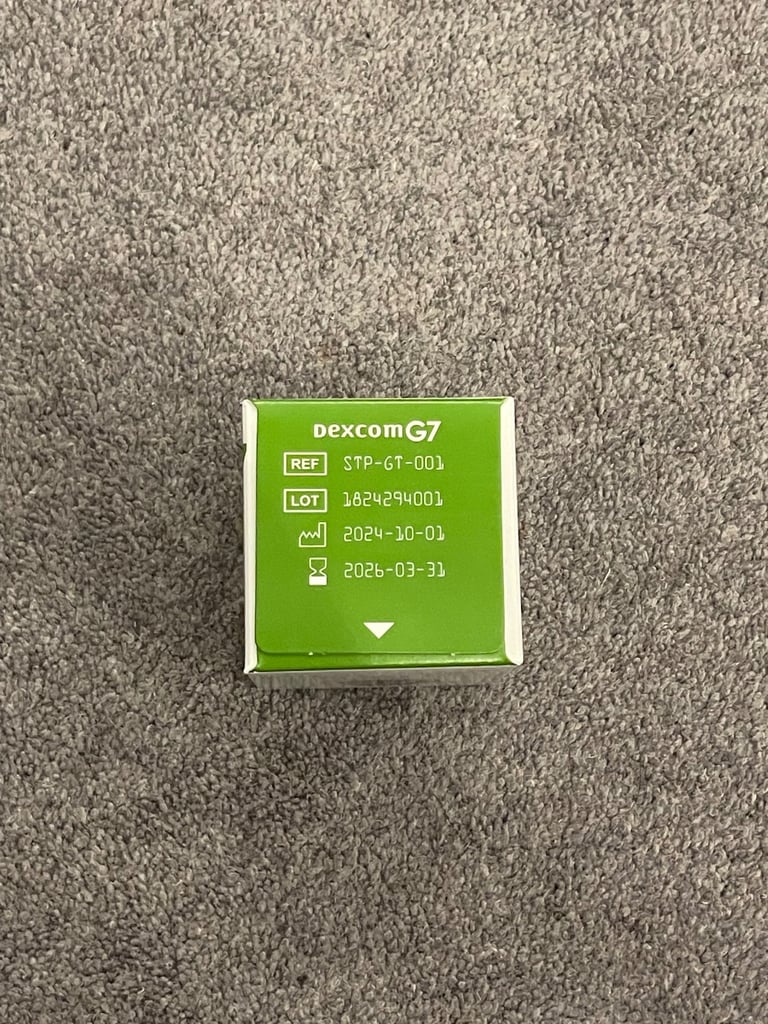 Dexcom G7
REF STP-GT-001
LOT 1824294001
2024-10-01
2026-03-31